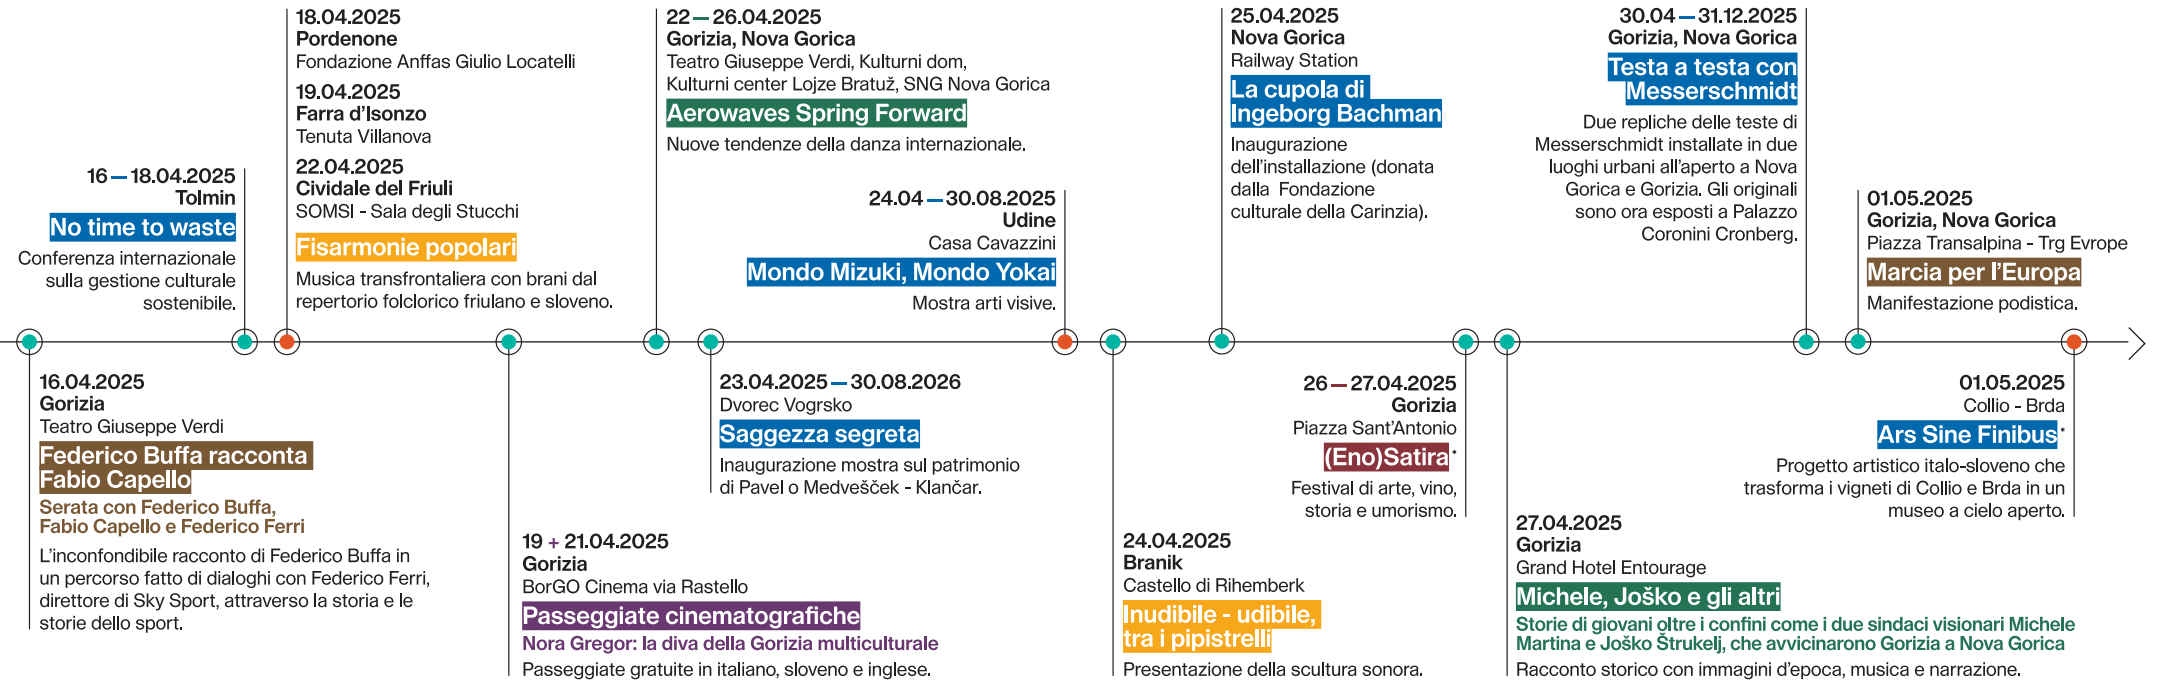 16 — 18.04.2025
Tolmin
No time to waste
Conferenza internazionale
sulla gestione culturale
sostenibile.
18.04.2025
Pordenone
Fondazione Anffas Giulio Locatelli
19.04.2025
Farra d’Isonzo
Tenuta Villanova
22.04.2025
Cividale del Friuli
SOMSI - Sala degli Stucchi
Fisarmonie popolari
Musica transfrontaliera con brani dal
repertorio folclorico friulano e sloveno.
22 — 26.04.2025
Gorizia, Nova Gorica
Teatro Giuseppe Verdi, Kulturni dom,
Kulturni center Lojze Bratuž, SNG Nova Gorica
Aerowaves Spring Forward
Nuove tendenze della danza internazionale.
24.04 — 30.08.2025
Udine
Casa Cavazzini
Mondo Mizuki, Mondo Yokai
Mostra arti visive.
25.04.2025
Nova Gorica
Railway Station
La cupola di
Ingeborg Bachman
Inaugurazione
dell’installazione (donata
dalla Fondazione
culturale della Carinzia).
30.04 — 31.12.2025
Gorizia, Nova Gorica
Testa a testa con
Messerschmidt
Due repliche delle teste di
Messerschmidt installate in due
luoghi urbani all’aperto a Nova
Gorica e Gorizia. Gli originali
sono ora esposti a Palazzo
Coronini Cronberg.
01.05.2025
Gorizia, Nova Gorica
Piazza Transalpina - Trg Evrope
Marcia per l’Europa
Manifestazione podistica.
16.04.2025
Gorizia
Teatro Giuseppe Verdi
Federico Buffa racconta
Fabio Capello
Serata con Federico Buffa,
Fabio Capello e Federico Ferri
L’inconfondibile racconto di Federico Buffa in
un percorso fatto di dialoghi con Federico Ferri,
direttore di Sky Sport, attraverso la storia e le
storie dello sport.
19 + 21.04.2025
Gorizia
BorGO Cinema via Rastello
Passeggiate cinematografiche
Nora Gregor: la diva della Gorizia multiculturale
Passeggiate gratuite in italiano, sloveno e inglese.
23.04.2025 — 30.08.2026
Dvorec Vogrsko
Saggezza segreta
Inaugurazione mostra sul patrimonio
di Pavel o Medvešček - Klančar.
24.04.2025
Branik
Castello di Rihemberk
Inudibile - udibile,
tra i pipistrelli
Presentazione della scultura sonora.
26 — 27.04.2025
Gorizia
Piazza Sant’Antonio
(Eno)Satira*
Festival di arte, vino,
storia e umorismo.
27.04.2025
Gorizia
Grand Hotel Entourage
Michele, Joško e gli altri
Storie di giovani oltre i confini come i due sindaci visionari Michele
Martina e Joško Štrukelj, che avvicinarono Gorizia a Nova Gorica
Racconto storico con immagini d’epoca, musica e narrazione.
01.05.2025
Collio - Brda
Ars Sine Finibus*
Progetto artistico italo-sloveno che
trasforma i vigneti di Collio e Brda in un
museo a cielo aperto.